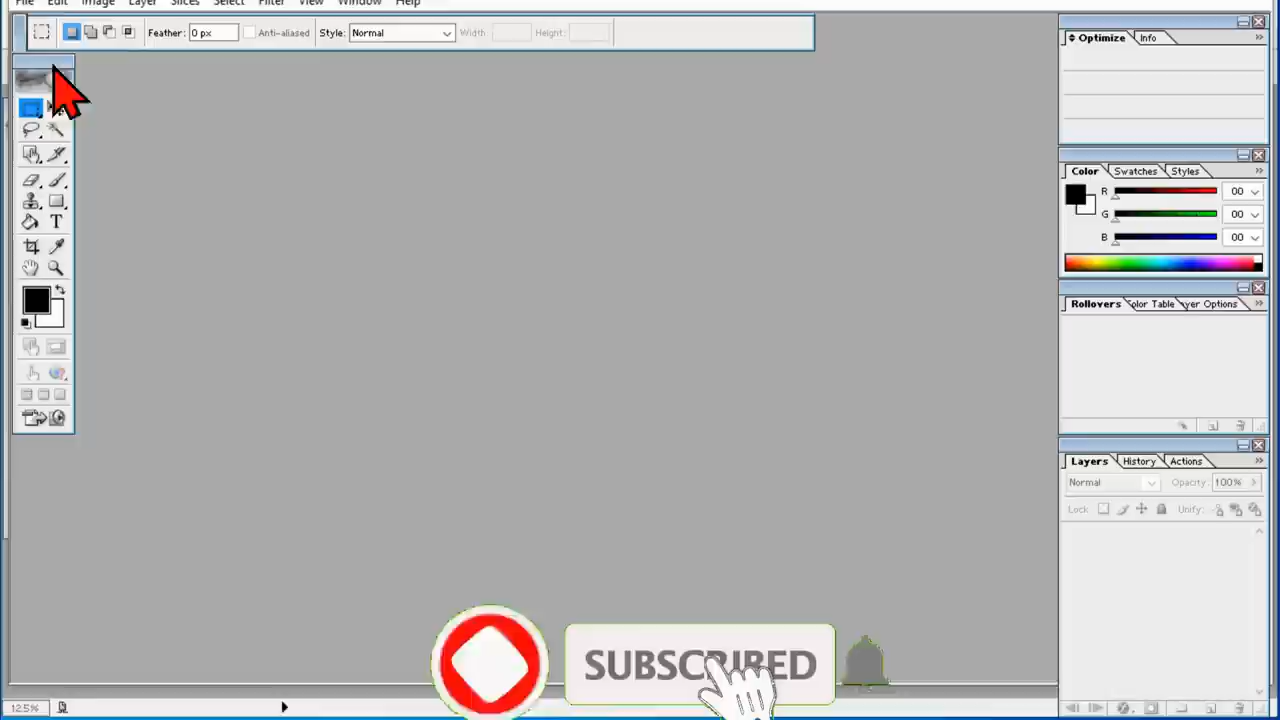 File Edit Image Layer Slices Select Filter View Window Help
Feather: 0 px Anti-aliased Style: Normal Width Height:
Optimize Info
Color Swatches Styles
R 00
G 00
B 00
Rollovers Color Table yer Options
Layers History Actions
Normal Opacity: 100%
Lock: Unify:
T
SUBSCRIBED
12.5%